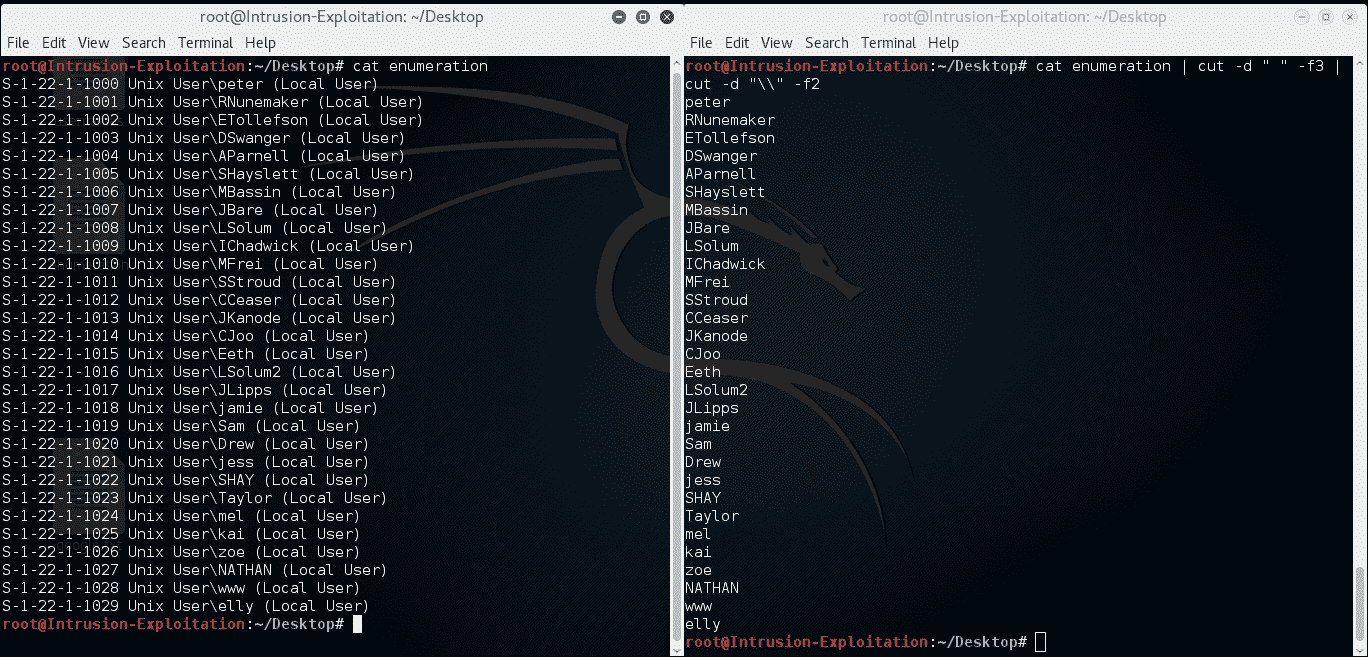 root@Intrusion-Exploitation: ~/Desktop
File Edit View Search Terminal Help
root@Intrusion-Exploitation:~/Desktop# cat enumeration
S-1-22-1-1000 Unix User\peter (Local User)
S-1-22-1-1001 Unix User\RNunemaker (Local User)
S-1-22-1-1002 Unix User\ETollefson (Local User)
S-1-22-1-1003 Unix User\DSwanger (Local User)
S-1-22-1-1004 Unix User\AParnell (Local User)
S-1-22-1-1005 Unix User\SHayslett (Local User)
S-1-22-1-1006 Unix User\MBassin (Local User)
S-1-22-1-1007 Unix User\JBare (Local User)
S-1-22-1-1008 Unix User\LSolum (Local User)
S-1-22-1-1009 Unix User\IChadwick (Local User)
S-1-22-1-1010 Unix User\MFrei (Local User)
S-1-22-1-1011 Unix User\SStroud (Local User)
S-1-22-1-1012 Unix User\CCeaser (Local User)
S-1-22-1-1013 Unix User\JKanode (Local User)
S-1-22-1-1014 Unix User\CJoo (Local User)
S-1-22-1-1015 Unix User\Eeth (Local User)
S-1-22-1-1016 Unix User\LSolum2 (Local User)
S-1-22-1-1017 Unix User\JLipps (Local User)
S-1-22-1-1018 Unix User\jamie (Local User)
S-1-22-1-1019 Unix User\Sam (Local User)
S-1-22-1-1020 Unix User\Drew (Local User)
S-1-22-1-1021 Unix User\jess (Local User)
S-1-22-1-1022 Unix User\SHAY (Local User)
S-1-22-1-1023 Unix User\Taylor (Local User)
S-1-22-1-1024 Unix User\mel (Local User)
S-1-22-1-1025 Unix User\kai (Local User)
S-1-22-1-1026 Unix User\zoe (Local User)
S-1-22-1-1027 Unix User\NATHAN (Local User)
S-1-22-1-1028 Unix User\www (Local User)
S-1-22-1-1029 Unix User\elly (Local User)
root@Intrusion-Exploitation:~/Desktop#
root@Intrusion-Exploitation: ~/Desktop
File Edit View Search Terminal Help
root@Intrusion-Exploitation:~/Desktop# cat enumeration | cut -d " " -f3 |
cut -d "\\" -f2
peter
RNunemaker
ETollefson
DSwanger
AParnell
SHayslett
MBassin
JBare
LSolum
IChadwick
MFrei
SStroud
CCeaser
JKanode
CJoo
Eeth
LSolum2
JLipps
jamie
Sam
Drew
jess
SHAY
Taylor
mel
kai
zoe
NATHAN
www
elly
root@Intrusion-Exploitation:~/Desktop#